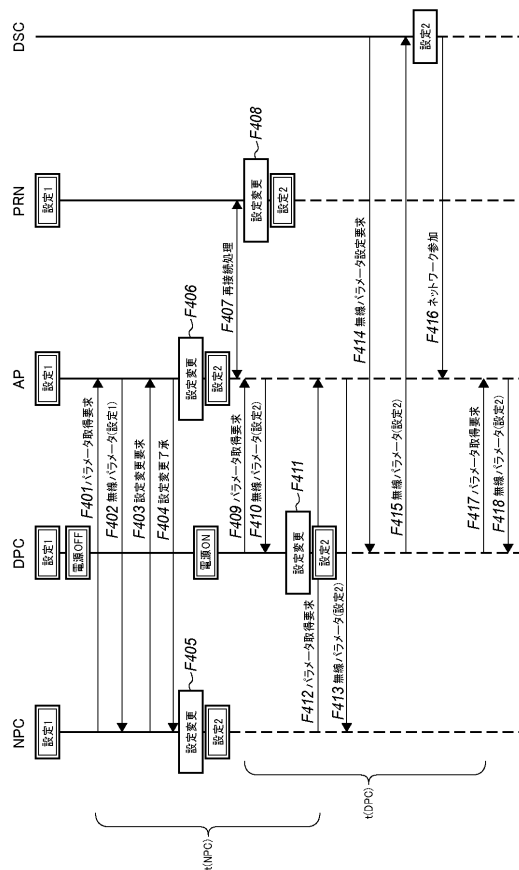 NPC
DPC
AP
PRN
DSC
設定1
設定1
設定1
設定1
電源OFF
F401 パラメータ取得要求
F402 無線パラメータ(設定1)
F403 設定変更要求
F404 設定変更了承
設定変更
F405
設定変更
F406
設定2
電源ON
設定2
F407 再接続処理
設定変更
F408
設定2
F409 パラメータ取得要求
F410 無線パラメータ(設定2)
設定変更
F411
設定2
F412 パラメータ取得要求
F413 無線パラメータ(設定2)
F414 無線パラメータ設定要求
F415 無線パラメータ(設定2)
設定2
F416 ネットワーク参加
F417 パラメータ取得要求
F418 無線パラメータ(設定2)
t(NPC)
t(DPC)